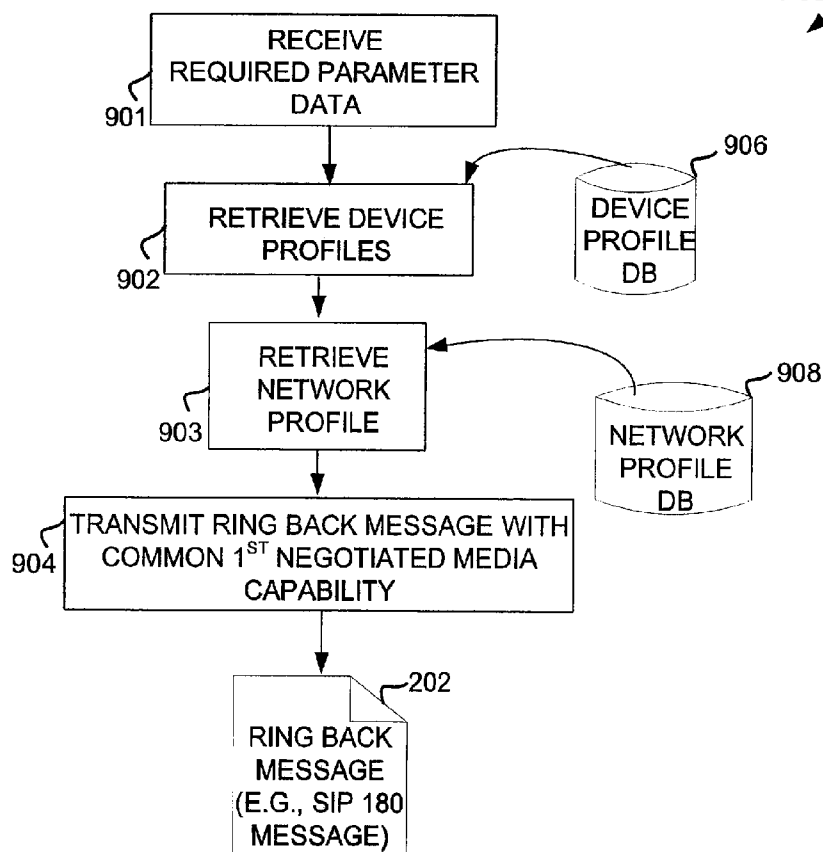 RECEIVE
REQUIRED PARAMETER
DATA
901
906
RETRIEVE DEVICE
PROFILES
902
DEVICE
PROFILE
DB
RETRIEVE
NETWORK
PROFILE
903
908
NETWORK
PROFILE
DB
TRANSMIT RING BACK MESSAGE WITH
COMMON 1ST NEGOTIATED MEDIA
CAPABILITY
904
202
RING BACK
MESSAGE
(E.G., SIP 180
MESSAGE)